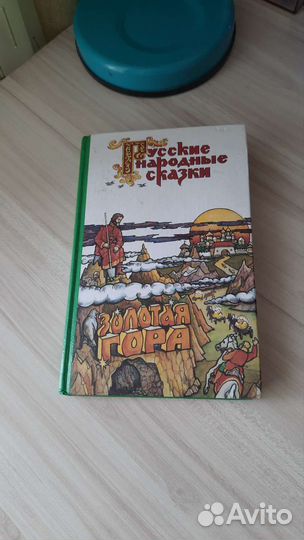 Русские
народные
сказки
ЗОЛОТАЯ
ГОРА
Avito